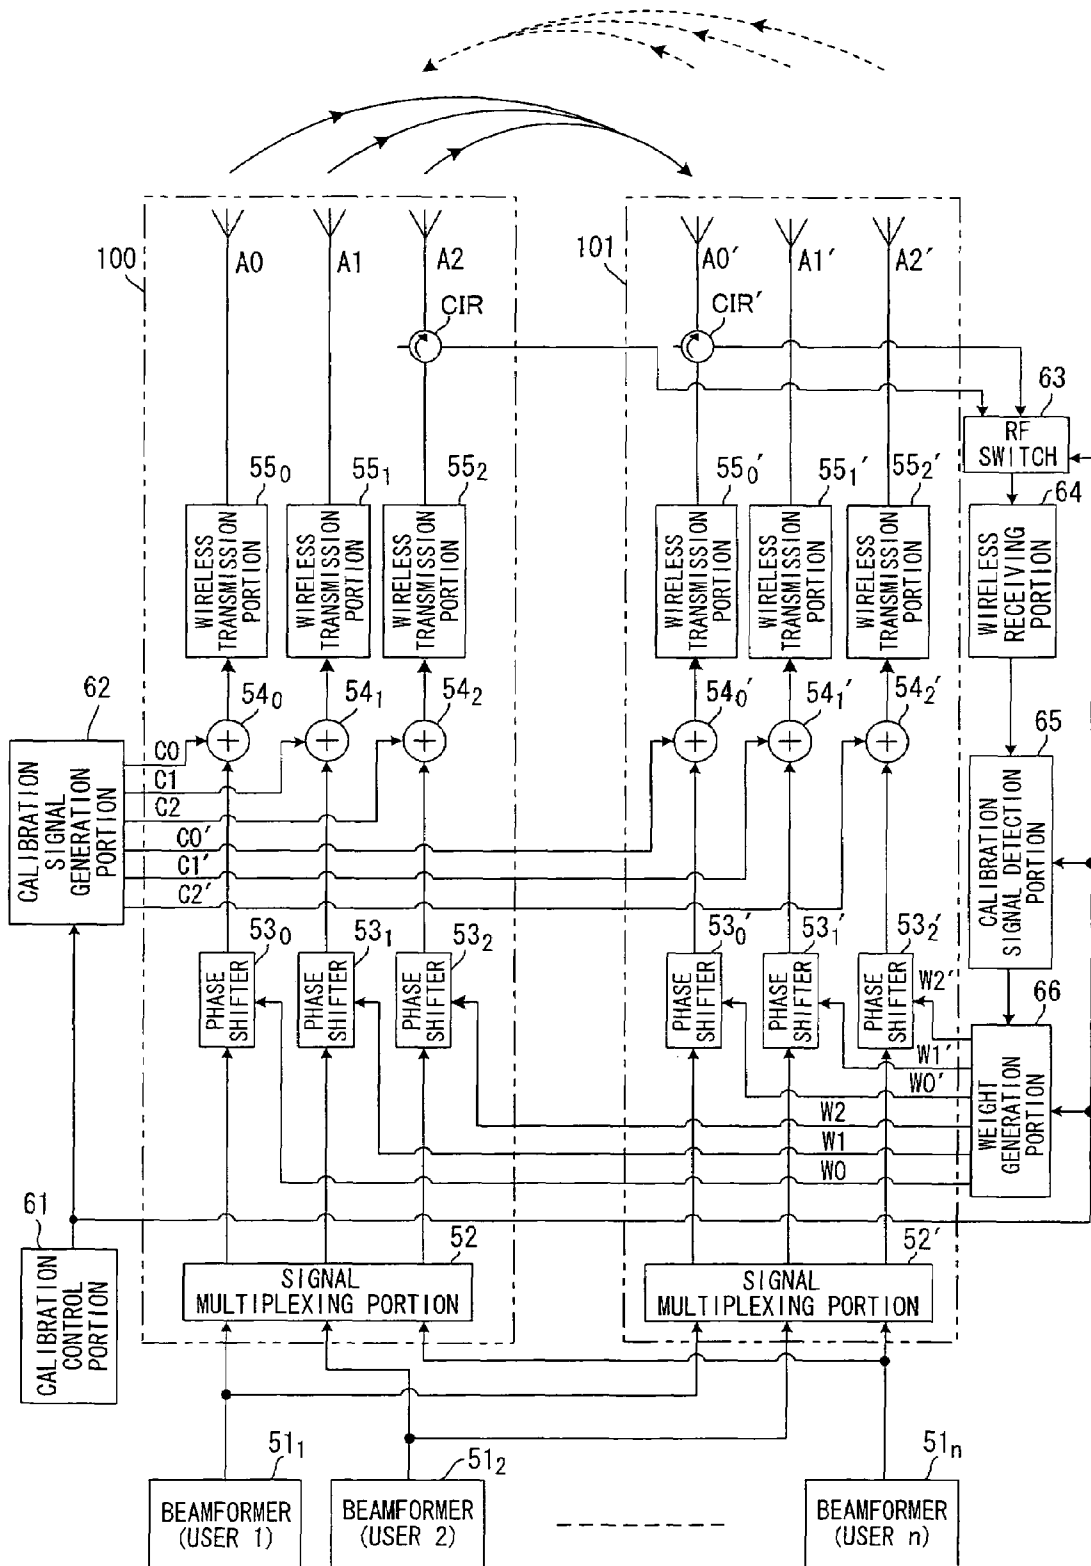 100
A0
A1
A2
CIR
101
A0′
A1′
A2′
CIR′
63
RF
SWITCH
55₀
55₁
55₂
55₀′
55₁′
55₂′
64
WIRELESS
TRANSMISSION
PORTION
WIRELESS
TRANSMISSION
PORTION
WIRELESS
TRANSMISSION
PORTION
WIRELESS
TRANSMISSION
PORTION
WIRELESS
TRANSMISSION
PORTION
WIRELESS
TRANSMISSION
PORTION
WIRELESS
RECEIVING
PORTION
62
54₀
54₁
54₂
54₀′
54₁′
54₂′
65
+
+
+
+
+
+
CALIBRATION
SIGNAL
GENERATION
PORTION
C0
C1
C2
C0′
C1′
C2′
CALIBRATION
SIGNAL DETECTION
PORTION
53₀
53₁
53₂
53₀′
53₁′
53₂′
PHASE
SHIFTER
PHASE
SHIFTER
PHASE
SHIFTER
PHASE
SHIFTER
PHASE
SHIFTER
PHASE
SHIFTER
66
W2′
W1′
W0′
W2
W1
W0
WEIGHT
GENERATION
PORTION
61
CALIBRATION
CONTROL
PORTION
52
SIGNAL
MULTIPLEXING PORTION
52′
SIGNAL
MULTIPLEXING PORTION
51₁
BEAMFORMER
(USER 1)
51₂
BEAMFORMER
(USER 2)
51ₙ
BEAMFORMER
(USER n)